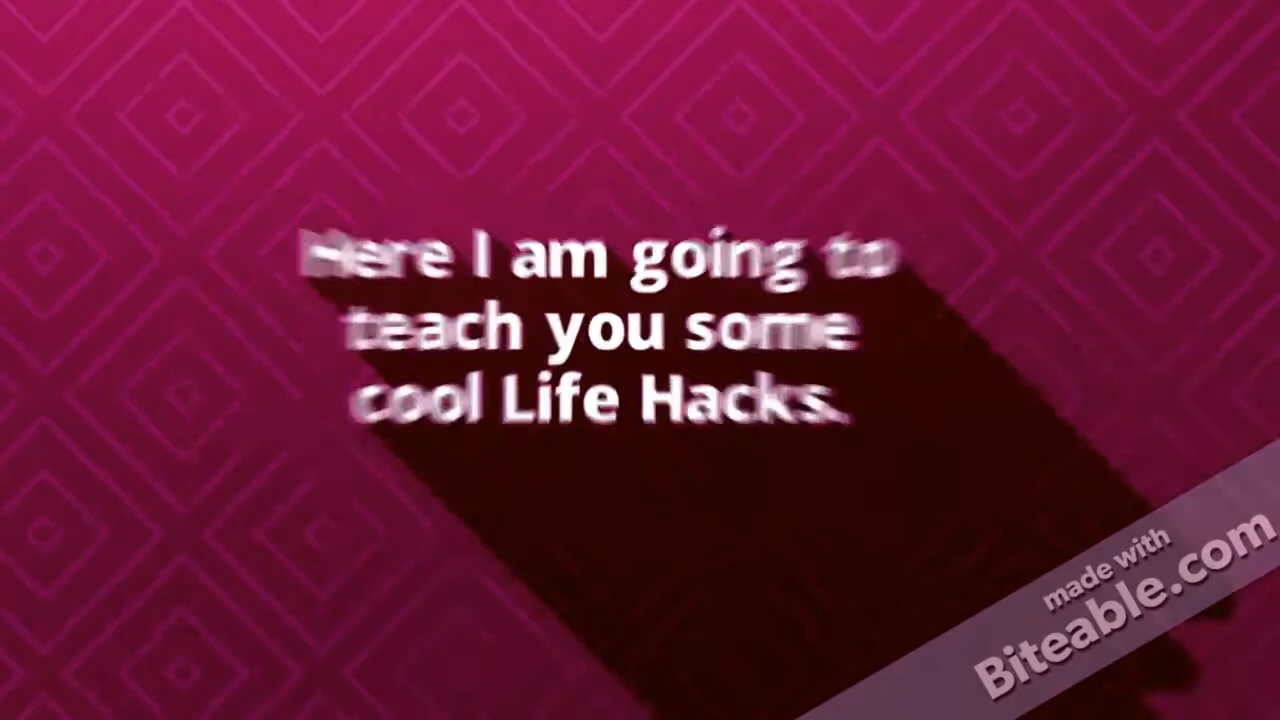 Here I am going to
teach you some
cool Life Hacks.
made with
Biteable.com